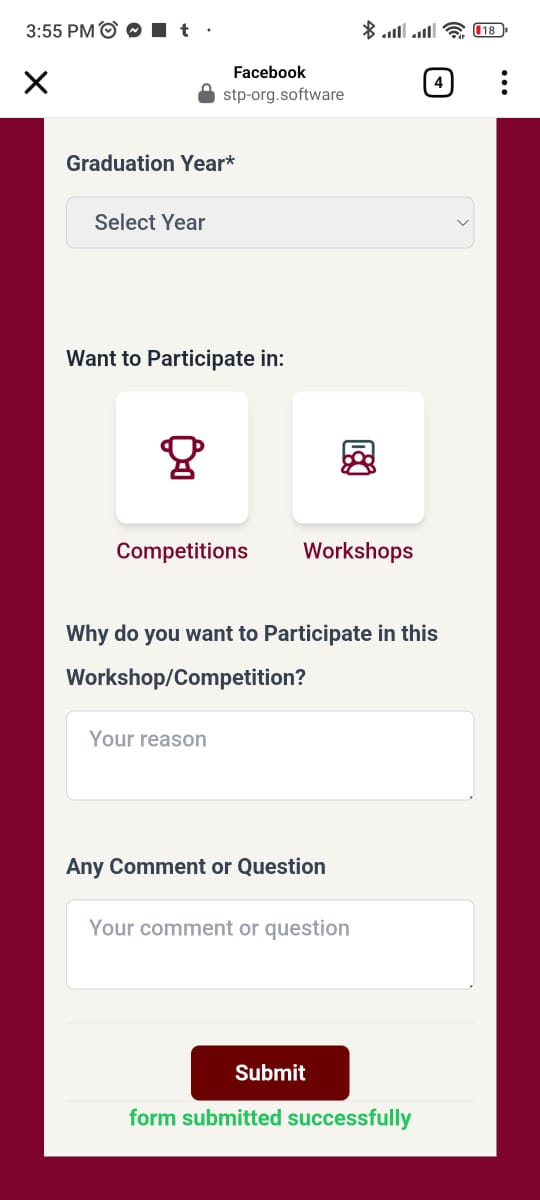 3:55 PM
t
18
Facebook
stp-org.software
4
Graduation Year*
Select Year
Want to Participate in:
Competitions
Workshops
Why do you want to Participate in this
Workshop/Competition?
Your reason
Any Comment or Question
Your comment or question
Submit
form submitted successfully